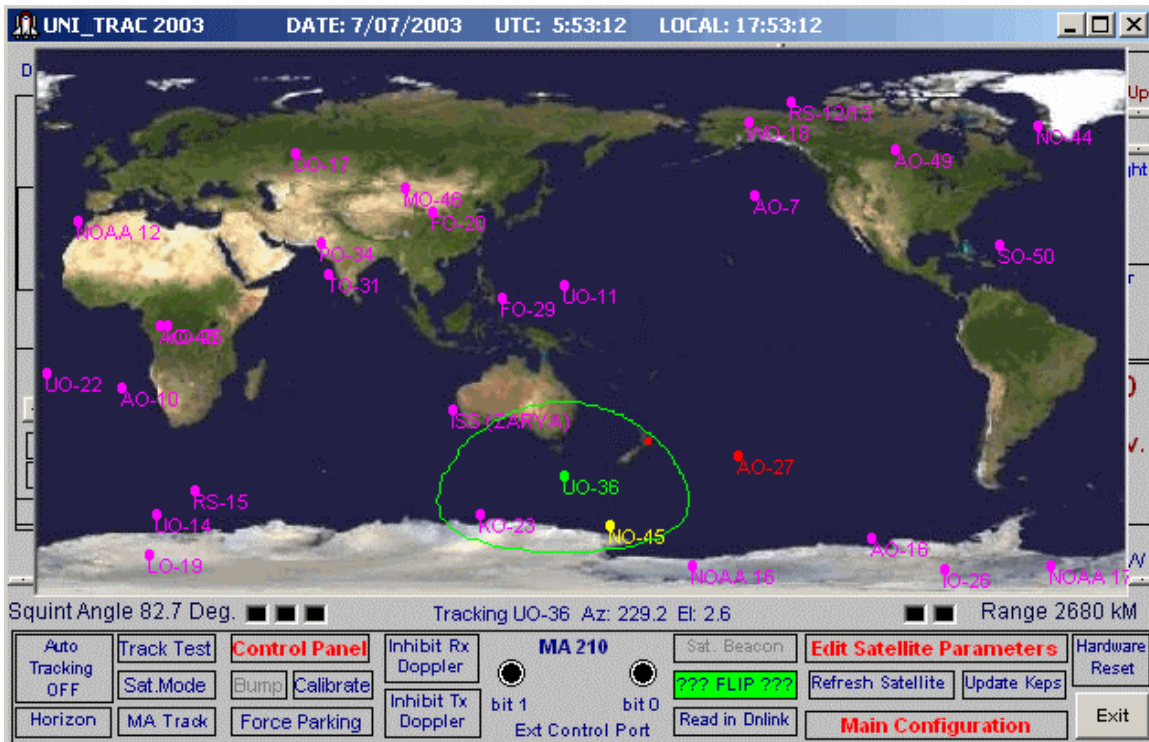 UNI_TRAC 2003 DATE: 7/07/2003 UTC: 5:53:12 LOCAL: 17:53:12
D
Up
RS-12/13
WO-18
NO-44
DO-17
AO-49
ght
MO-46
AO-7
FO-20
NOAA 12
PO-34
SO-50
TO-31
UO-11
FO-29
r
UO-22
AO-10
ISS (ZARYA)
V.
AO-27
UO-36
RS-15
UO-14
KO-23
NO-45
AO-16
LO-19
NOAA 16
IO-26
NOAA 17
W
Squint Angle 82.7 Deg. Tracking UO-36 Az: 229.2 El: 2.6 Range 2680 kM
Auto Tracking OFF
Track Test
Control Panel
Inhibit Rx Doppler
MA 210
Sat. Beacon
Edit Satellite Parameters
Hardware Reset
Sat.Mode
Bump
Calibrate
??? FLIP ???
Refresh Satellite
Update Keps
bit 1
bit 0
Horizon
MA Track
Force Parking
Inhibit Tx Doppler
Ext Control Port
Read in Dnlink
Main Configuration
Exit